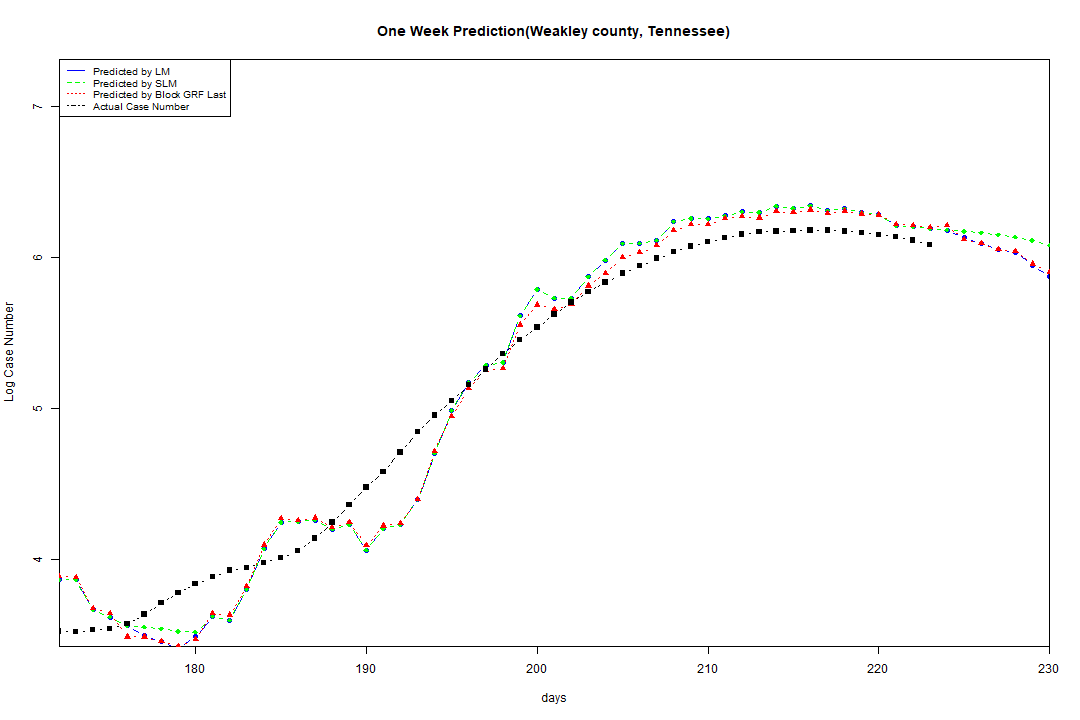 One Week Prediction(Weakley county, Tennessee)
Predicted by LM
Predicted by SLM
Predicted by Block GRF Last
Actual Case Number
7
6
5
4
Log Case Number
180 190 200 210 220 230
days